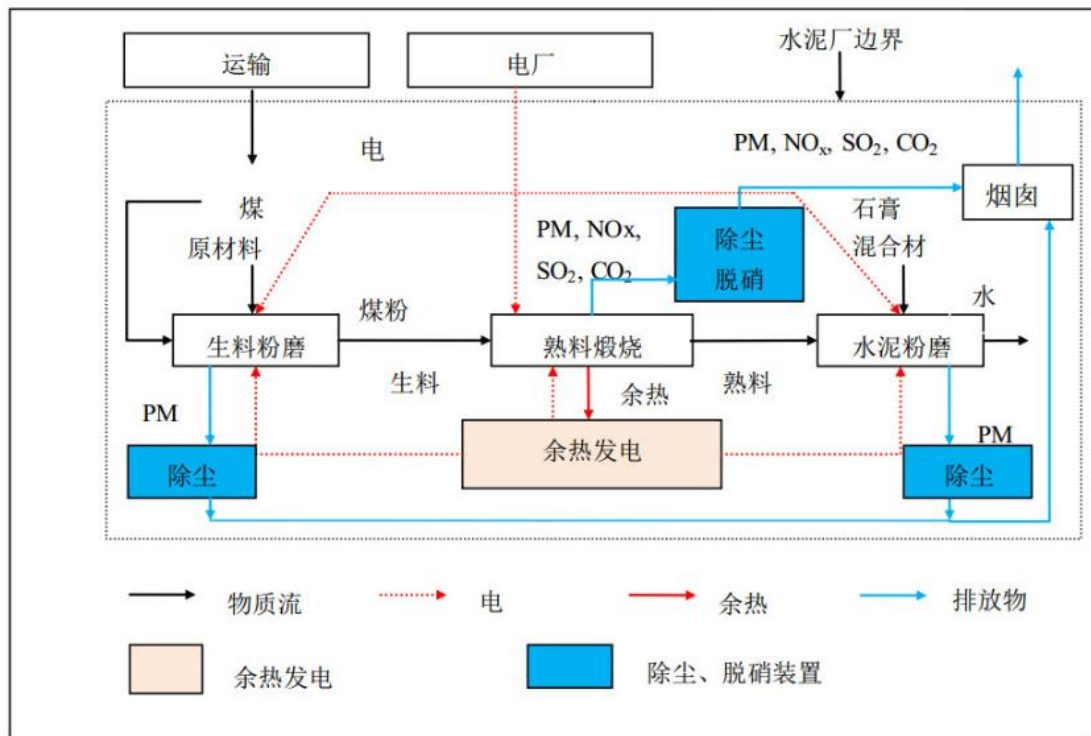 运输
电厂
水泥厂边界
电
PM, NOₓ, SO₂, CO₂
烟囱
煤
原材料
PM, NOx,
SO₂, CO₂
除尘
脱硝
石膏
混合材
煤粉
水
生料粉磨
熟料煅烧
水泥粉磨
生料
余热
熟料
PM
余热发电
PM
除尘
除尘
物质流
电
余热
排放物
余热发电
除尘、脱硝装置